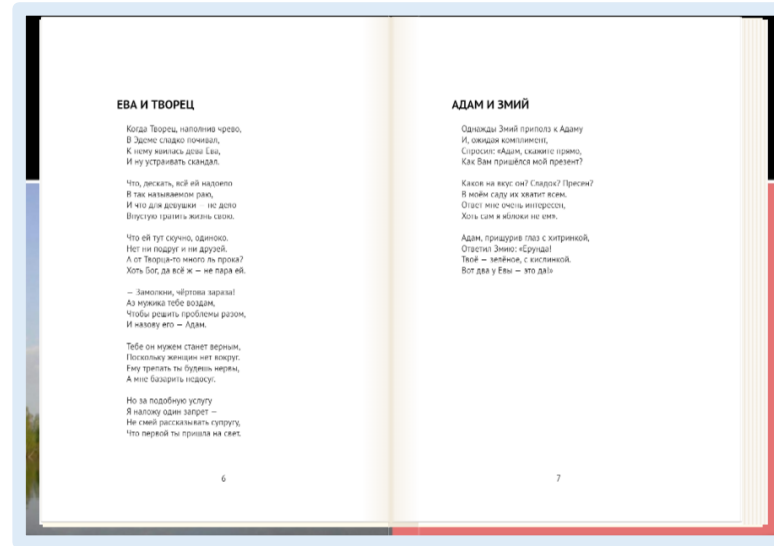 ЕВА И ТВОРЕЦ
Когда Творец, наполнив чрево,
В Эдеме сладко почивал,
К нему явилась дева Ева,
И ну устраивать скандал.
Что, дескать, всё ей надоело
В так называемом раю,
И что для девушки — не дело
Впустую тратить жизнь свою.
Что ей тут скучно, одиноко.
Нет ни подруг и ни друзей.
А от Творца-то много ль прока?
Хоть Бог, да всё ж — не пара ей.
— Замолкни, чёртова зараза!
Аз мужика тебе воздам,
Чтобы решить проблемы разом,
И назову его — Адам.
Тебе он мужем станет верным,
Поскольку женщин нет вокруг.
Ему трепать ты будешь нервы,
А мне базарить недосуг.
Но за подобную услугу
Я наложу один запрет —
Не смей рассказывать супругу,
Что первой ты пришла на свет.
6
АДАМ И ЗМИЙ
Однажды Змий приполз к Адаму
И, ожидая комплимент,
Спросил: «Адам, скажите прямо,
Как Вам пришёлся мой презент?
Каков на вкус он? Сладок? Пресен?
В моём саду их хватит всем.
Ответ мне очень интересен,
Хоть сам я яблоки не ем».
Адам, прищурив глаз с хитринкой,
Ответил Змию: «Ерунда!
Твоё — зелёное, с кислинкой.
Вот два у Евы — это да!»
7